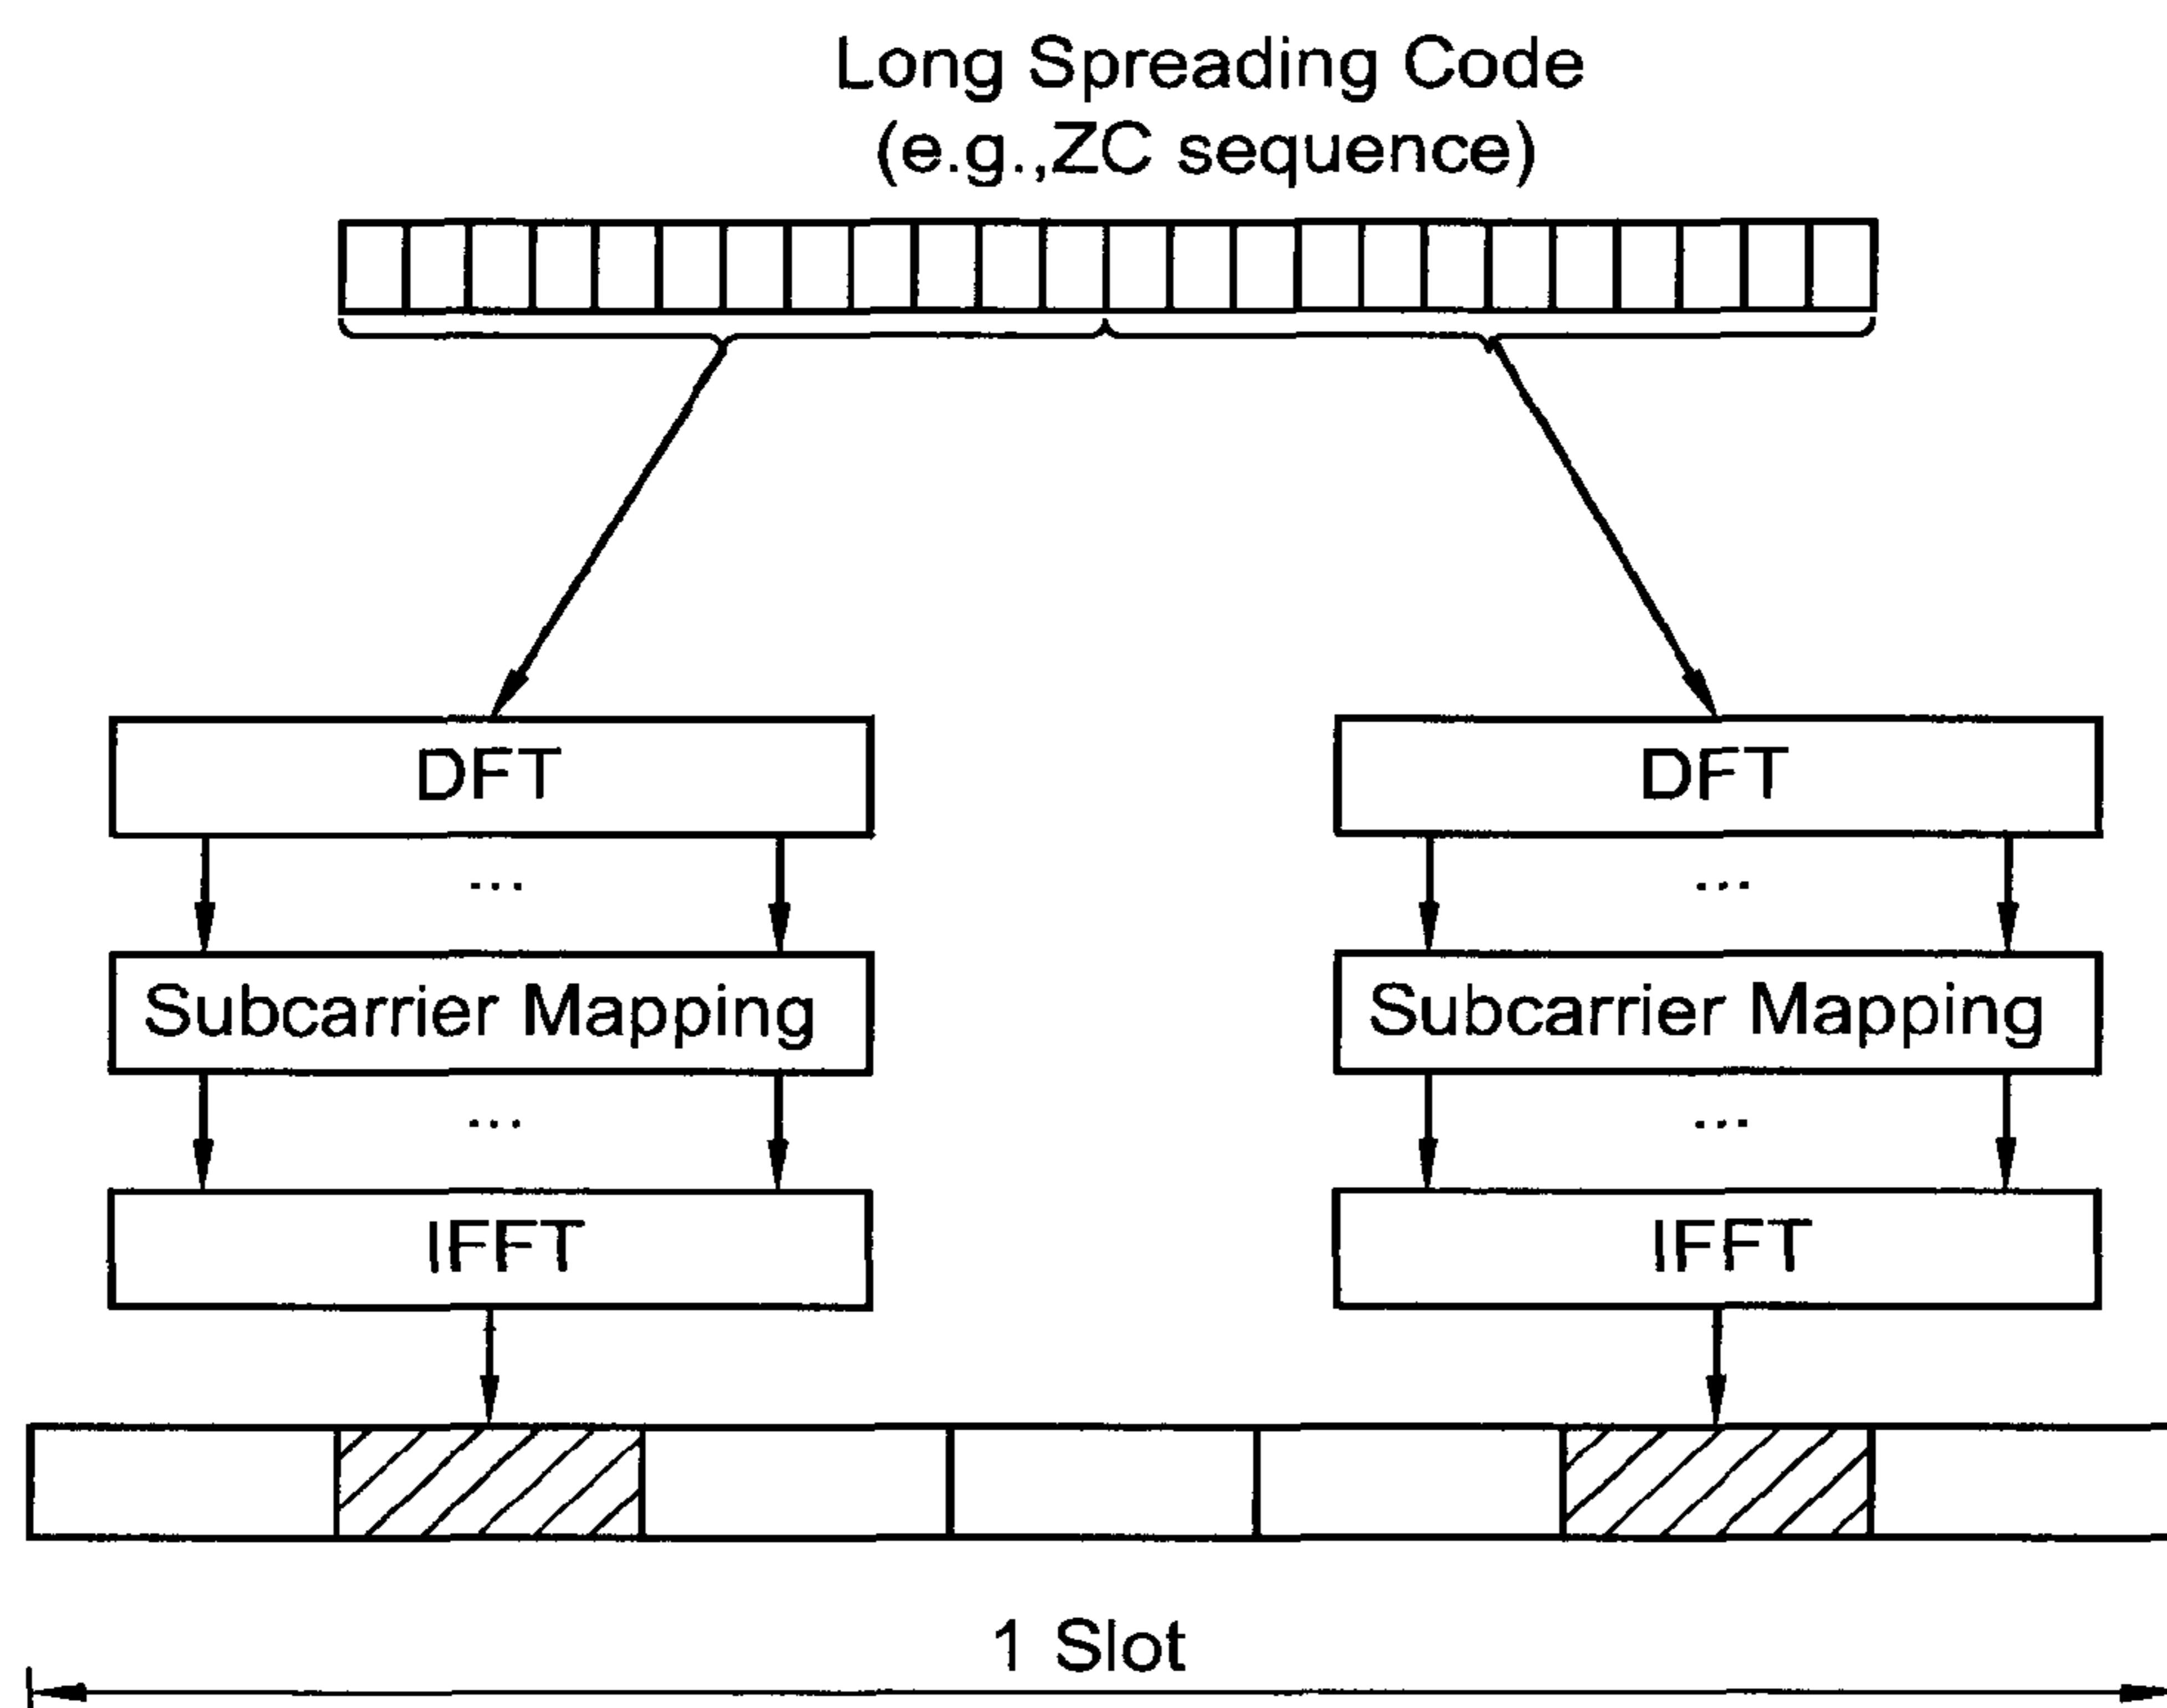 Long Spreading Code
(e.g.,ZC sequence)
DFT DFT
... ...
Subcarrier Mapping Subcarrier Mapping
... ...
IFFT IFFT
1 Slot